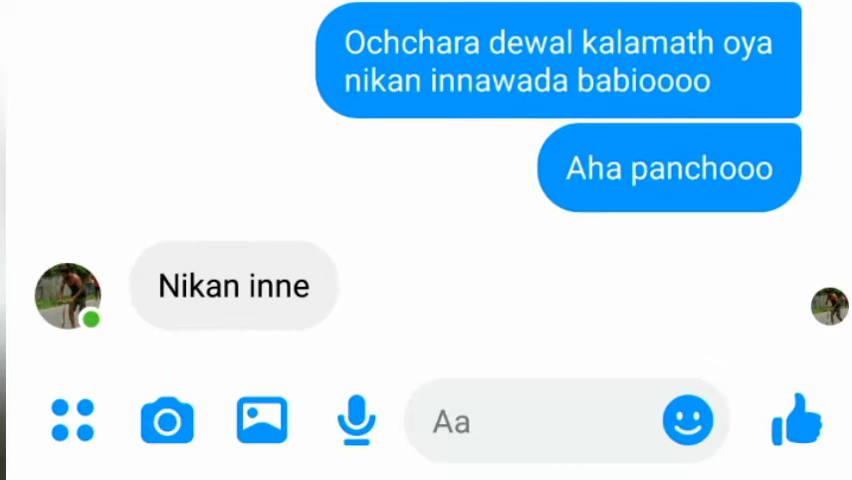 Ochchara dewal kalamath oya
nikan innawada babioooo
Aha panchooo
Nikan inne
Aa